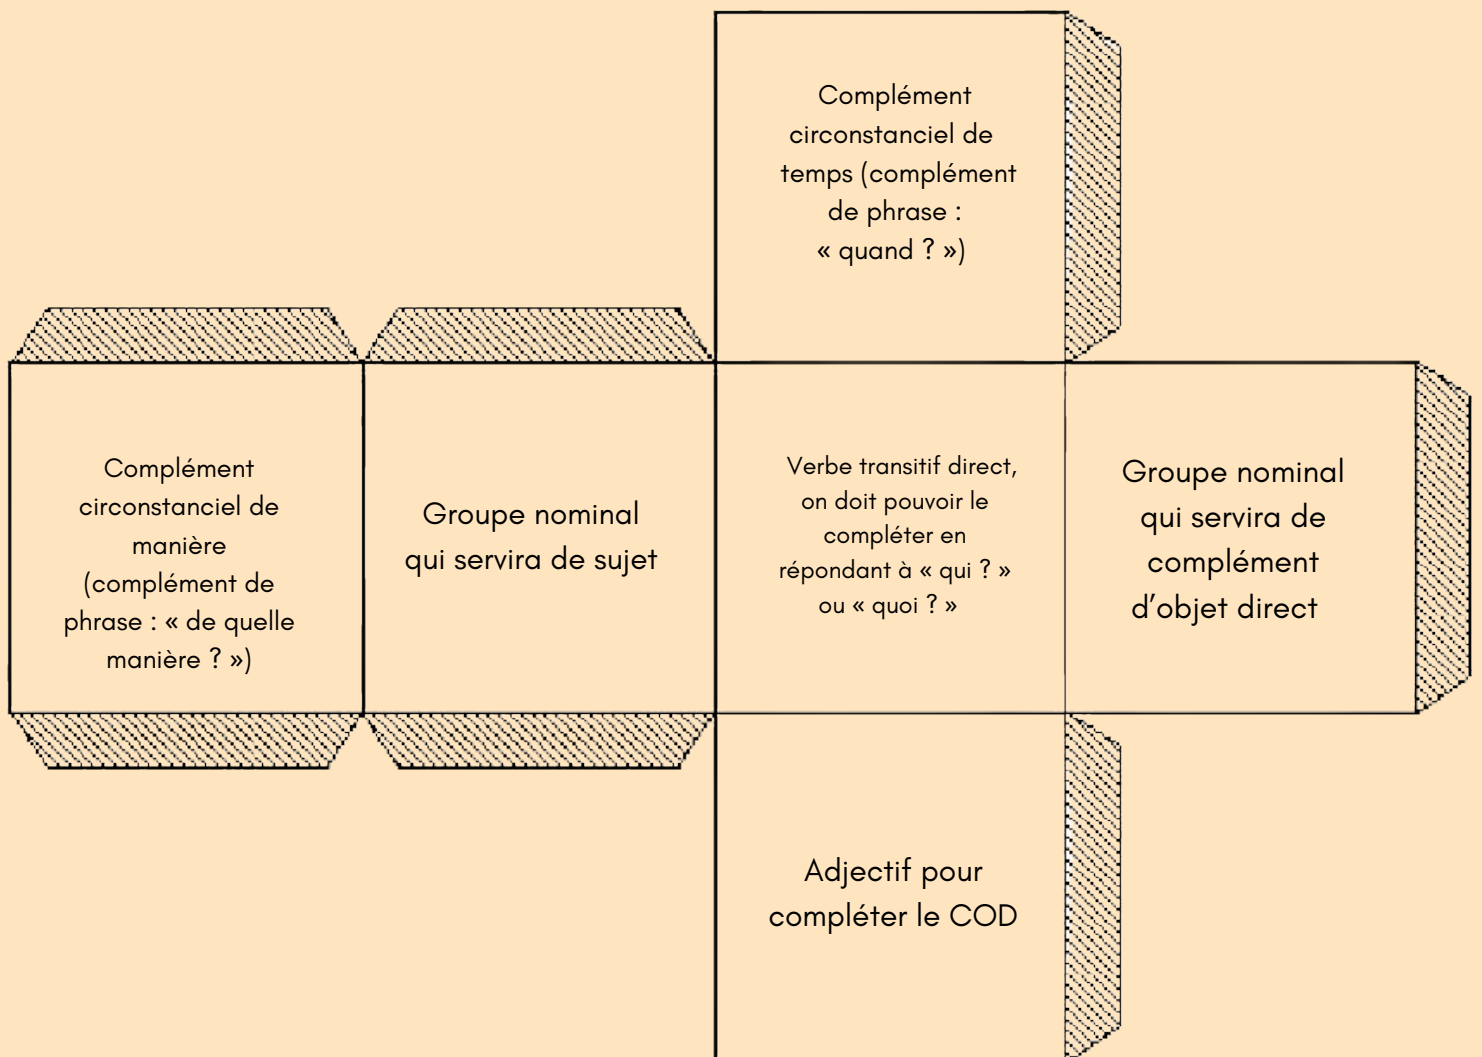 Complément
circonstanciel de
temps (complément
de phrase :
« quand ? »)
Complément
circonstanciel de
manière
(complément de
phrase : « de quelle
manière ? »)
Groupe nominal
qui servira de sujet
Verbe transitif direct,
on doit pouvoir le
compléter en
répondant à « qui ? »
ou « quoi ? »
Groupe nominal
qui servira de
complément
d’objet direct
Adjectif pour
compléter le COD